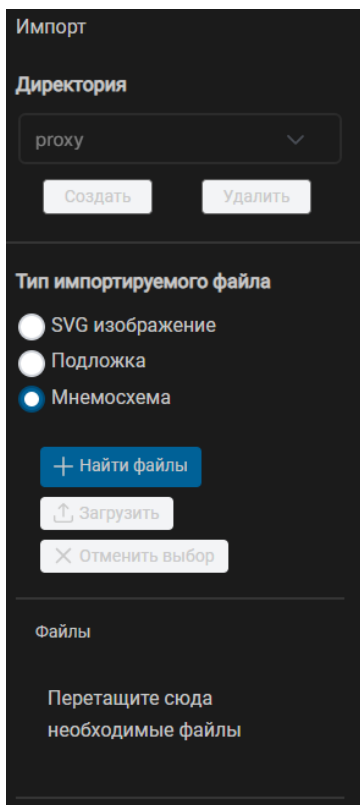 Импорт
Директория
proxy
Создать Удалить
Тип импортируемого файла
SVG изображение
Подложка
Мнемосхема
Найти файлы
Загрузить
Отменить выбор
Файлы
Перетащите сюда
необходимые файлы